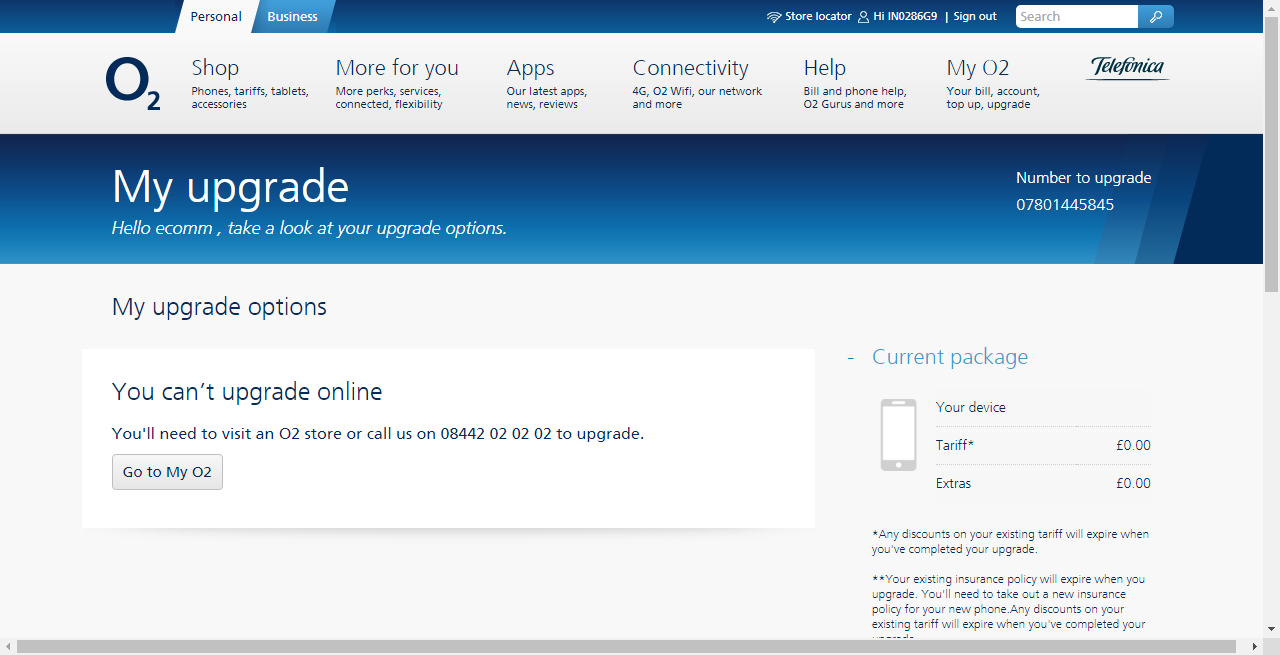 Personal Business
Store locator Hi IN0286G9 | Sign out Search
O2
Shop
Phones, tariffs, tablets,
accessories
More for you
More perks, services,
connected, flexibility
Apps
Our latest apps,
news, reviews
Connectivity
4G, O2 Wifi, our network
and more
Help
Bill and phone help,
O2 Gurus and more
My O2
Your bill, account,
top up, upgrade
Telefónica
My upgrade
Hello ecomm , take a look at your upgrade options.
Number to upgrade
07801445845
My upgrade options
You can’t upgrade online
You'll need to visit an O2 store or call us on 08442 02 02 02 to upgrade.
Go to My O2
- Current package
Your device
Tariff* £0.00
Extras £0.00
*Any discounts on your existing tariff will expire when
you've completed your upgrade.
**Your existing insurance policy will expire when you
upgrade. You'll need to take out a new insurance
policy for your new phone.Any discounts on your
existing tariff will expire when you've completed your
upgrade